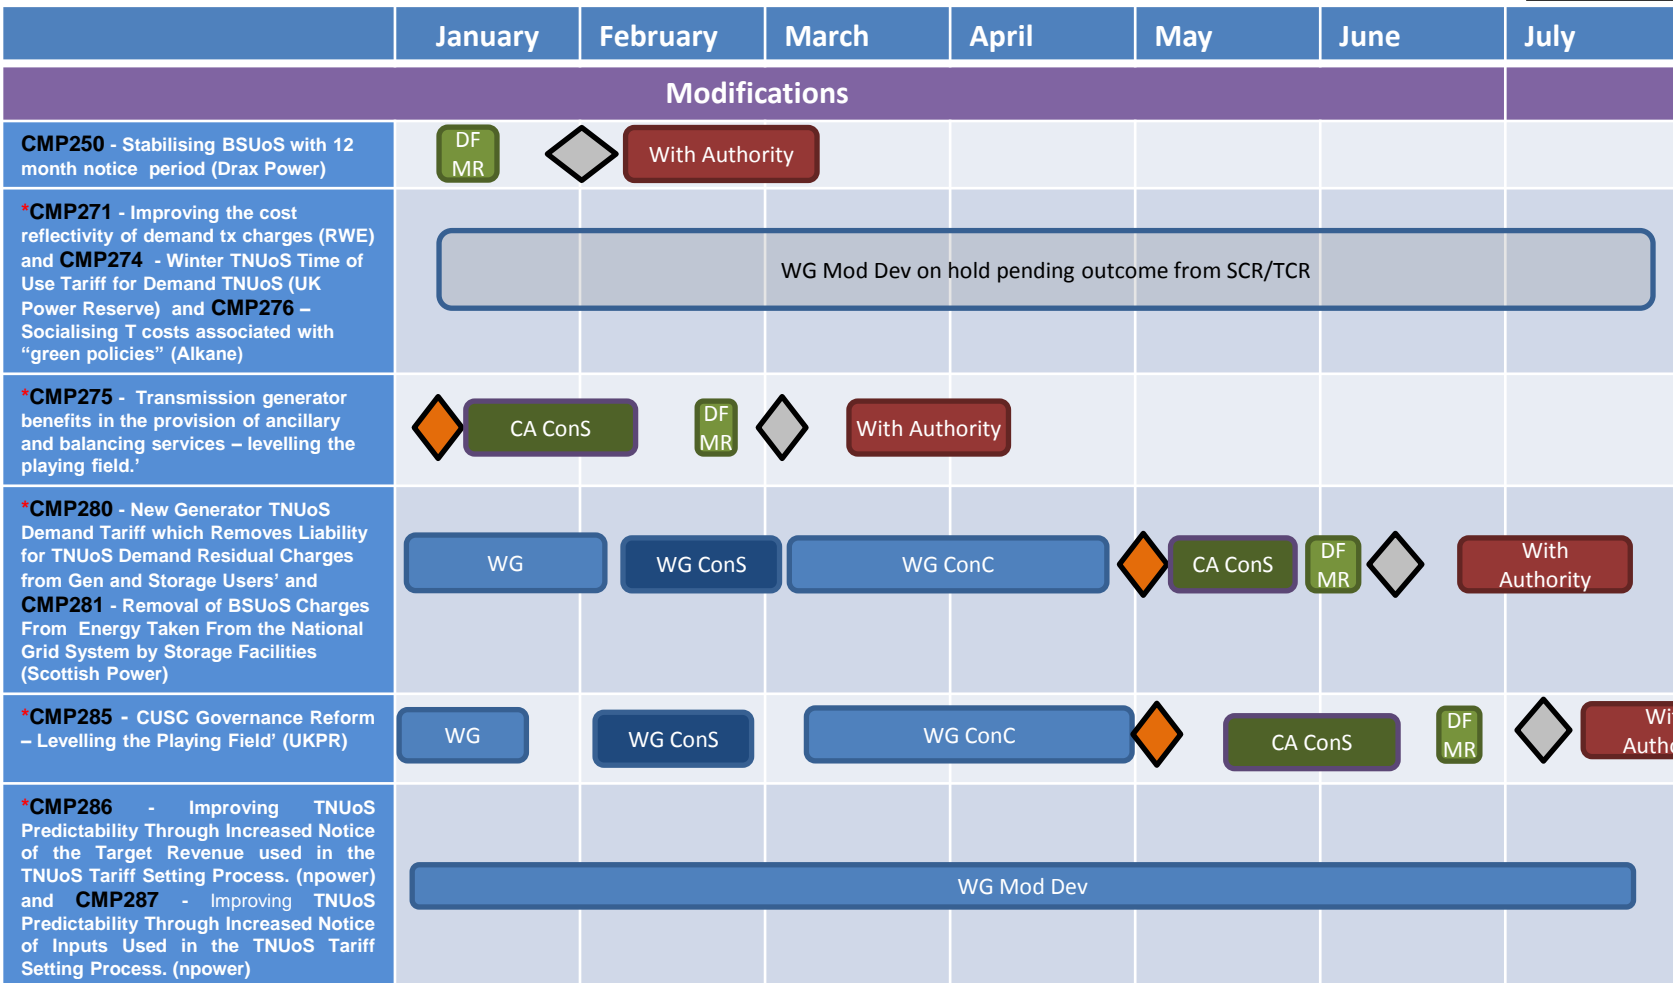 January February March April May June July
Modifications
CMP250 - Stabilising BSUoS with 12
month notice period (Drax Power)
DF
MR
With Authority
*CMP271 - Improving the cost
reflectivity of demand tx charges (RWE)
and CMP274 - Winter TNUoS Time of
Use Tariff for Demand TNUoS (UK
Power Reserve) and CMP276 –
Socialising T costs associated with
“green policies” (Alkane)
WG Mod Dev on hold pending outcome from SCR/TCR
*CMP275 - Transmission generator
benefits in the provision of ancillary
and balancing services – levelling the
playing field.’
CA ConS
DF
MR
With Authority
*CMP280 - New Generator TNUoS
Demand Tariff which Removes Liability
for TNUoS Demand Residual Charges
from Gen and Storage Users’ and
CMP281 - Removal of BSUoS Charges
From Energy Taken From the National
Grid System by Storage Facilities
(Scottish Power)
WG
WG ConS
WG ConC
CA ConS
DF
MR
With
Authority
*CMP285 - CUSC Governance Reform
– Levelling the Playing Field’ (UKPR)
WG
WG ConS
WG ConC
CA ConS
DF
MR
*CMP286 - Improving TNUoS
Predictability Through Increased Notice
of the Target Revenue used in the
TNUoS Tariff Setting Process. (npower)
and CMP287 - Improving TNUoS
Predictability Through Increased Notice
of Inputs Used in the TNUoS Tariff
Setting Process. (npower)
WG Mod Dev